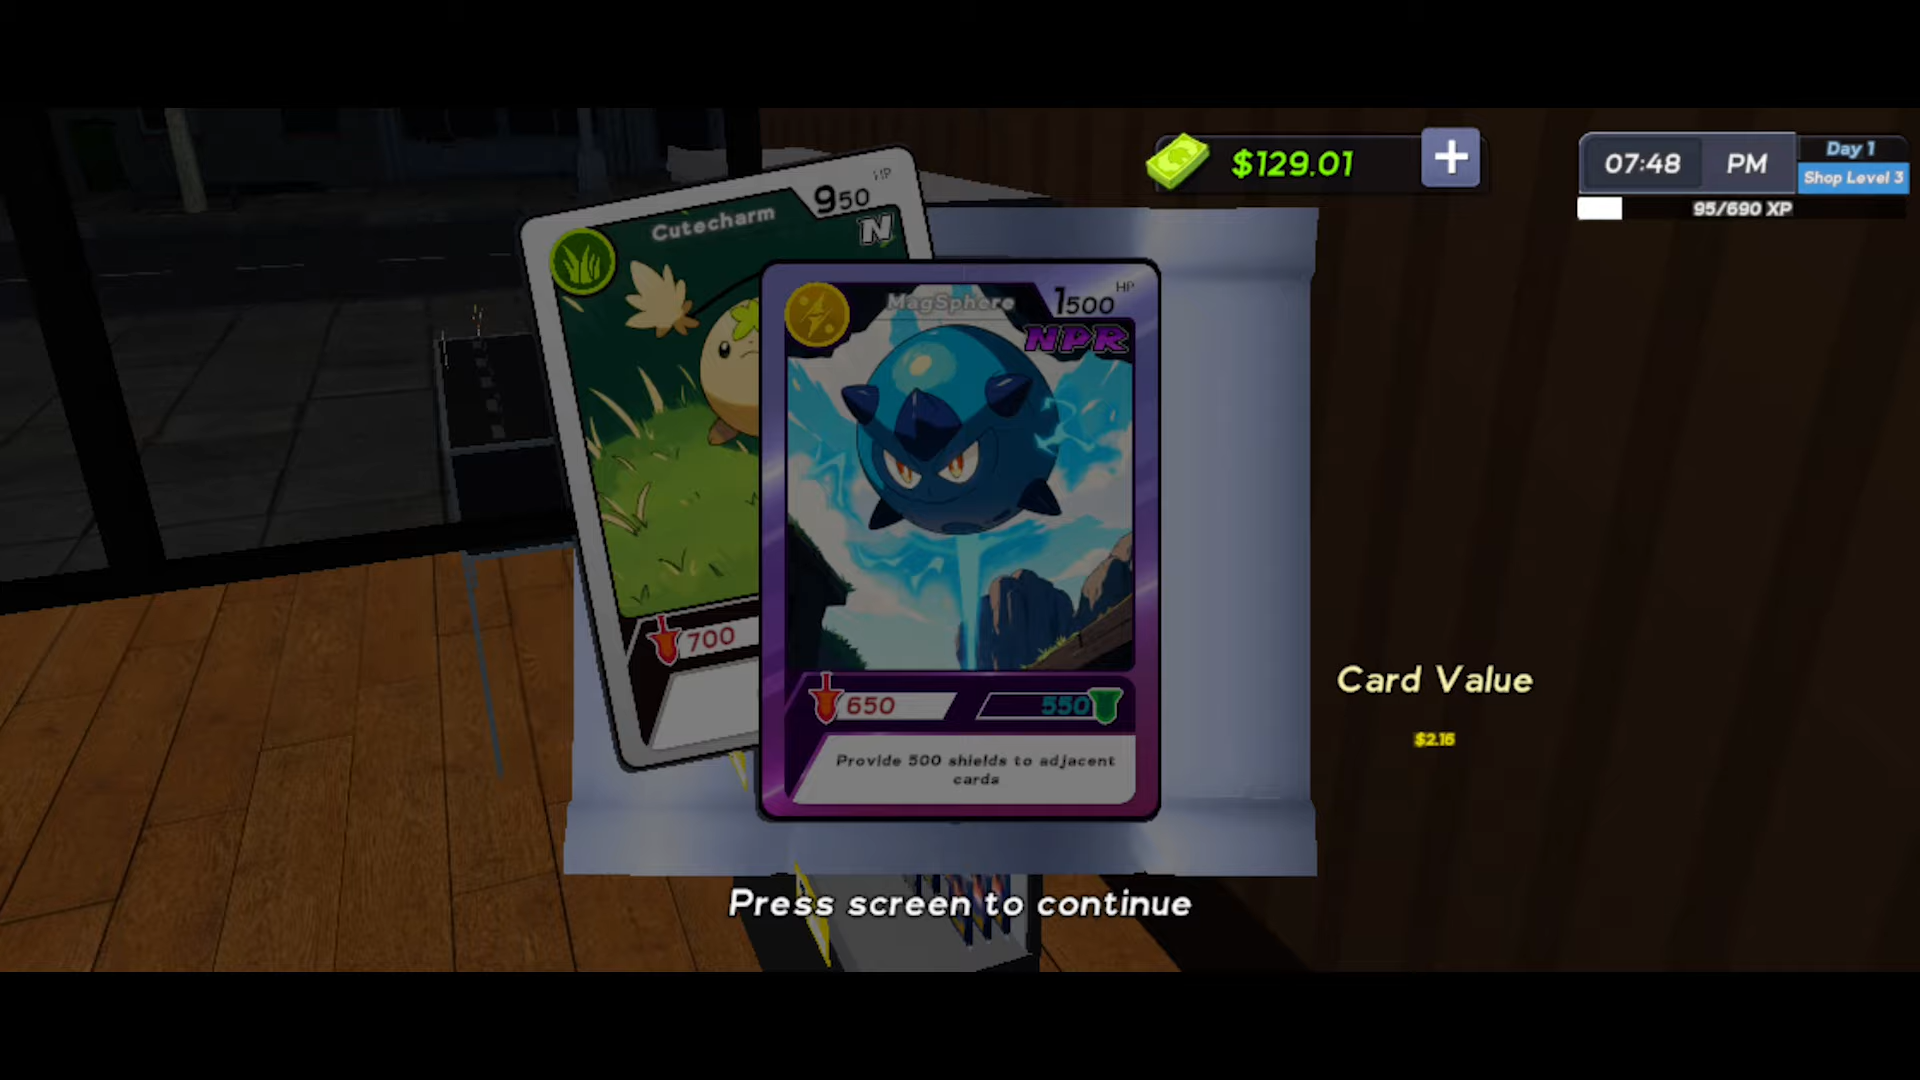 $129.01
07:48 PM
Day 1
Shop Level 3
95/690 XP
Cutecharm
950 HP
N
700
MagSphere
1500 HP
NPR
650
550
Provide 500 shields to adjacent
cards
Card Value
$2.16
Press screen to continue